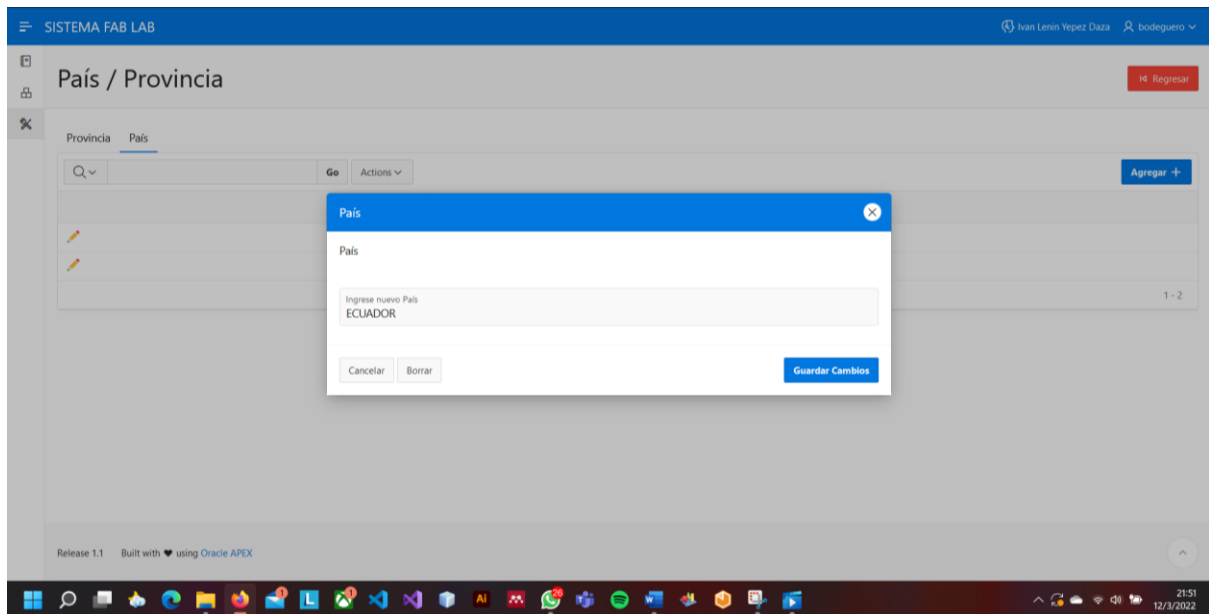 SISTEMA FAB LAB
Ivan Lenin Yepez Daza bodeguero
País / Provincia
Regresar
Provincia País
Go Actions Agregar
País
País
Ingrese nuevo País
ECUADOR
1 - 2
Cancelar Borrar Guardar Cambios
Release 1.1 Built with ♥ using Oracle APEX
21:51
12/3/2022